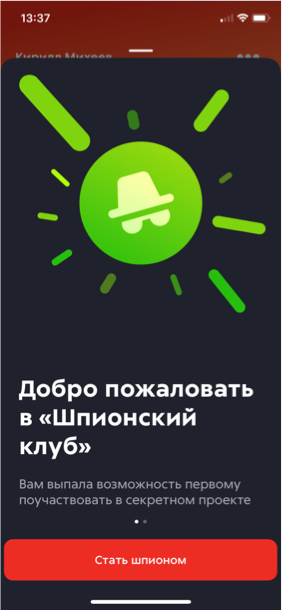 13:37
Кирилл Михеев
Добро пожаловать
в «Шпионский
клуб»
Вам выпала возможность первому
поучаствовать в секретном проекте
Стать шпионом